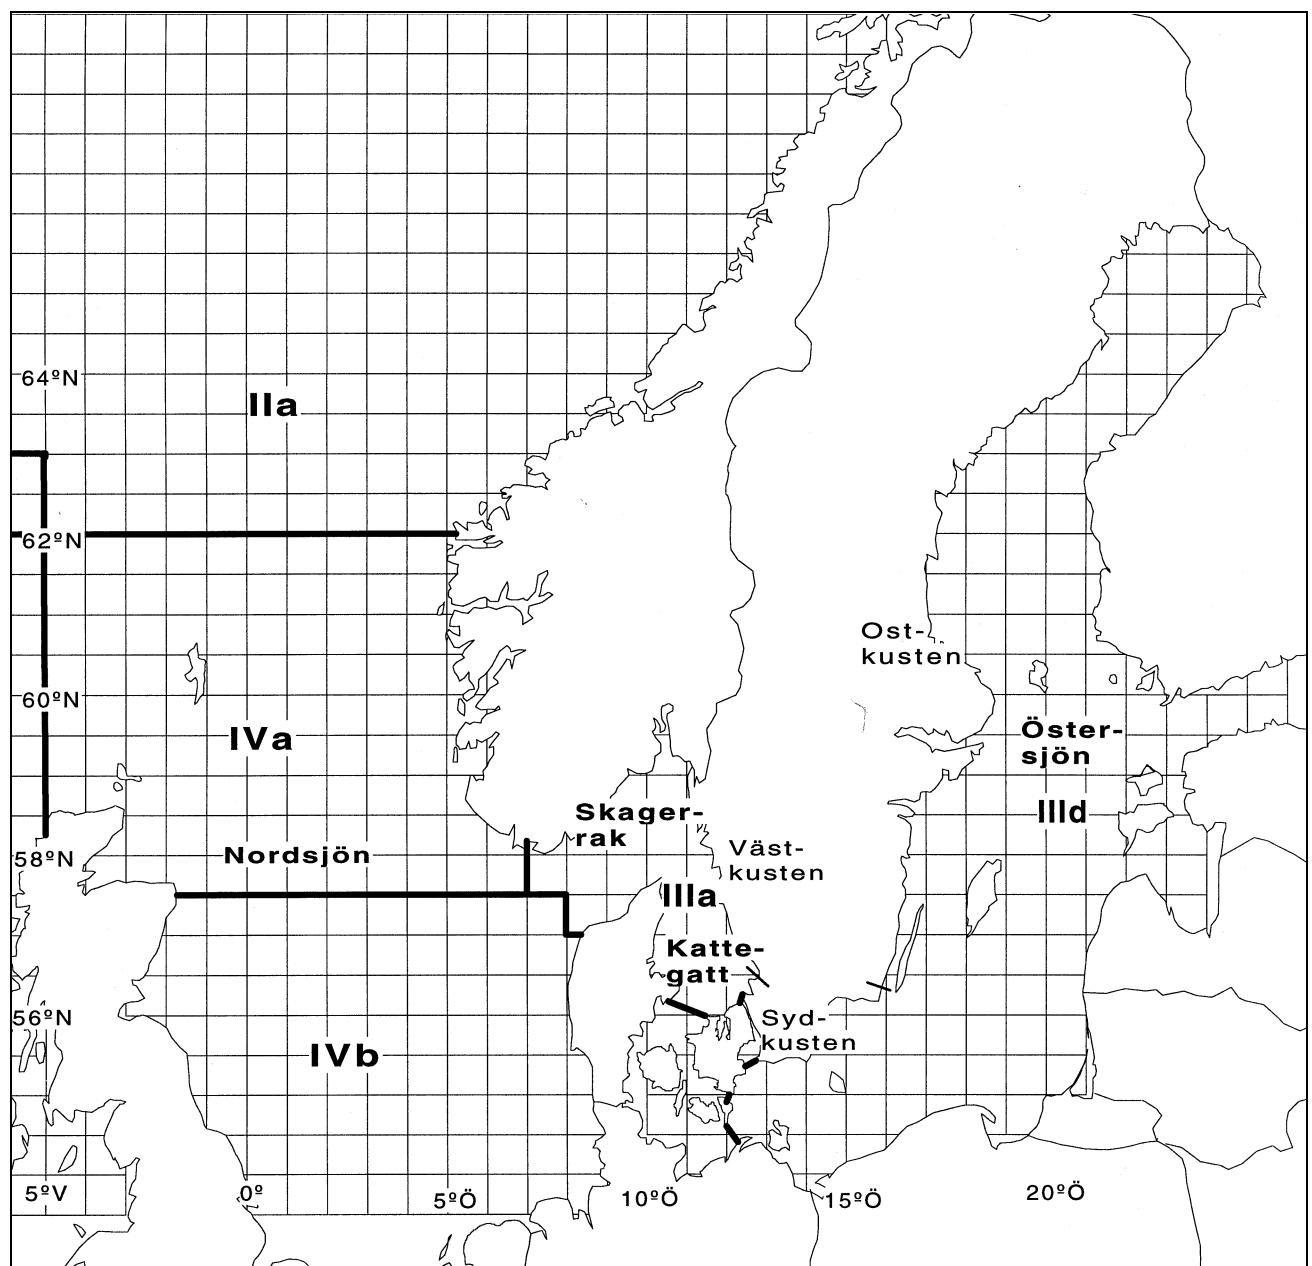 64ºN
IIa
62ºN
Ost-
kusten
60ºN
IVa
Öster-
sjön
Skager-
rak
IIId
Nordsjön
58ºN
Väst-
kusten
IIIa
Katte-
gatt
56ºN
Syd-
kusten
IVb
5ºV
0º
5ºÖ
10ºÖ
15ºÖ
20ºÖ